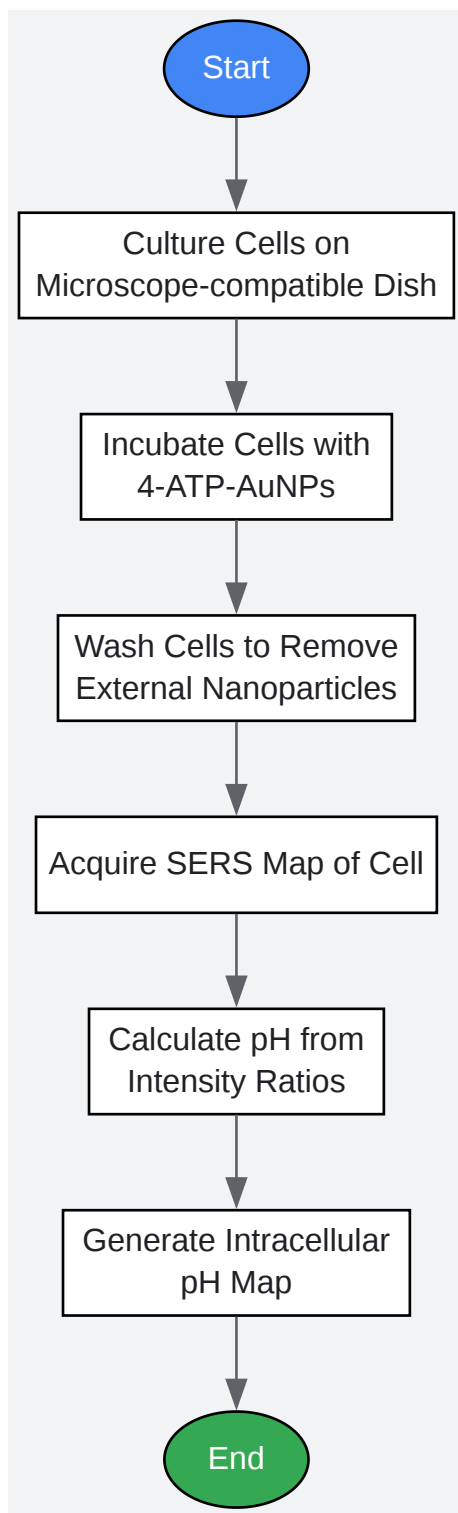 Start
Culture Cells on
Microscope-compatible Dish
Incubate Cells with
4-ATP-AuNPs
Wash Cells to Remove
External Nanoparticles
Acquire SERS Map of Cell
Calculate pH from
Intensity Ratios
Generate Intracellular
pH Map
End